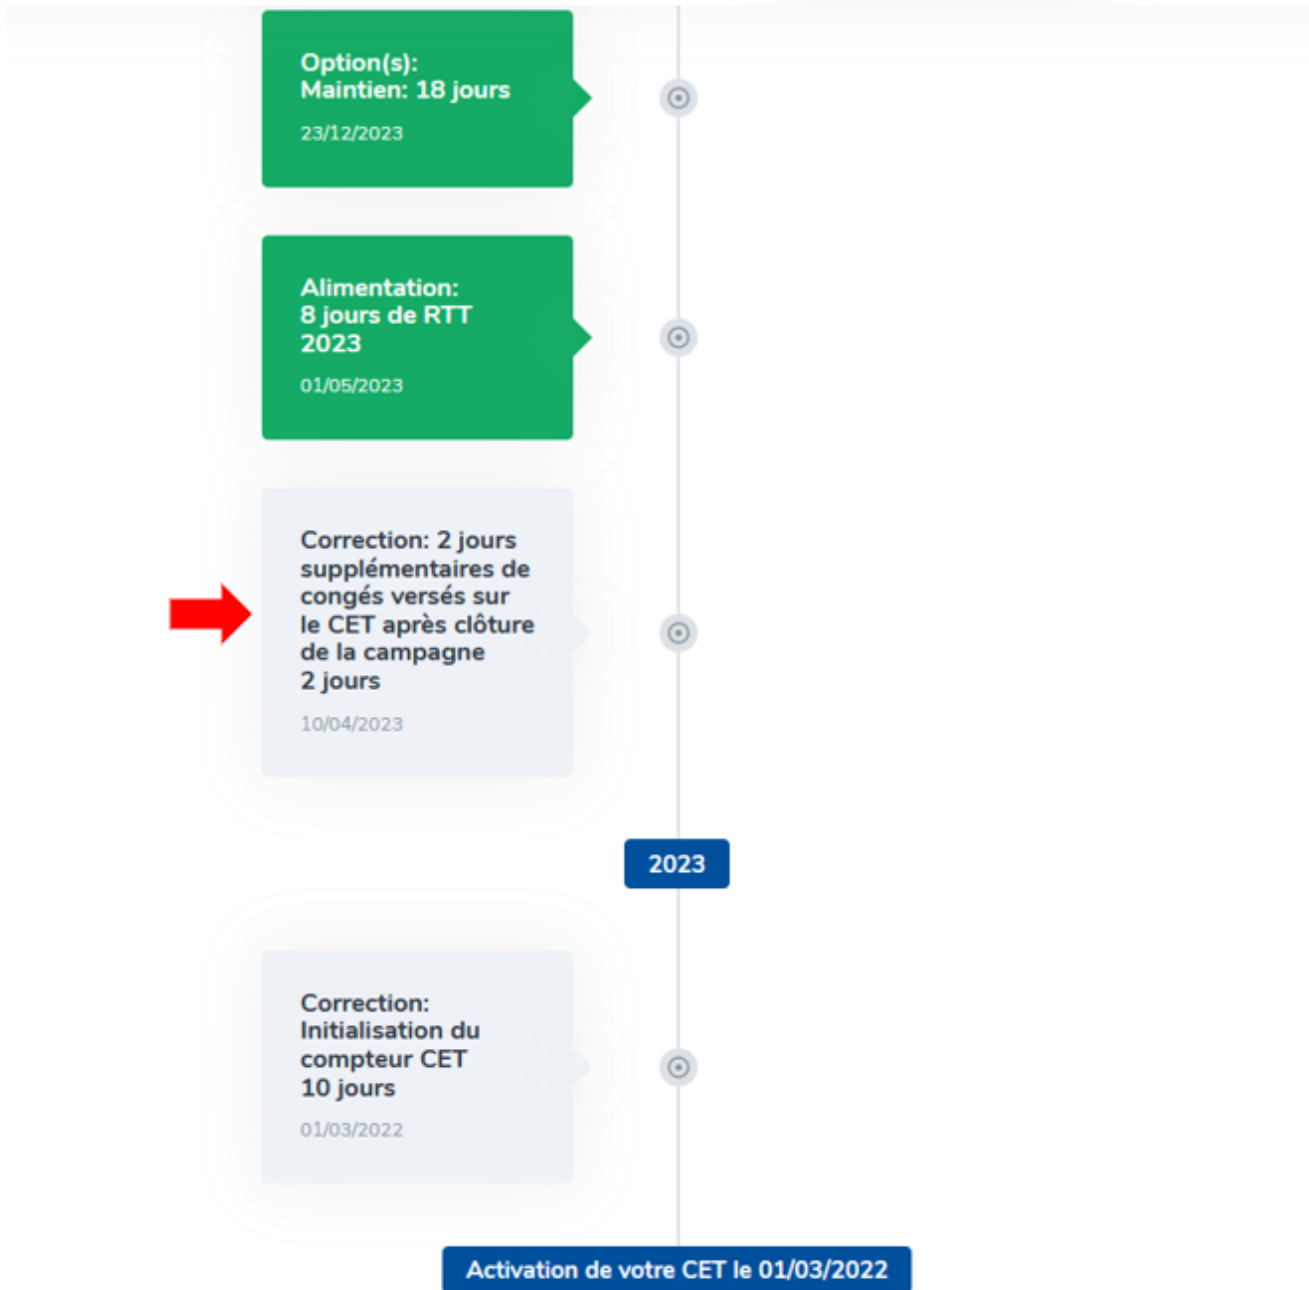 Option(s):
Maintien: 18 jours
23/12/2023
Alimentation:
8 jours de RTT
2023
01/05/2023
Correction: 2 jours
supplémentaires de
congés versés sur
le CET après clôture
de la campagne
2 jours
10/04/2023
2023
Correction:
Initialisation du
compteur CET
10 jours
01/03/2022
Activation de votre CET le 01/03/2022